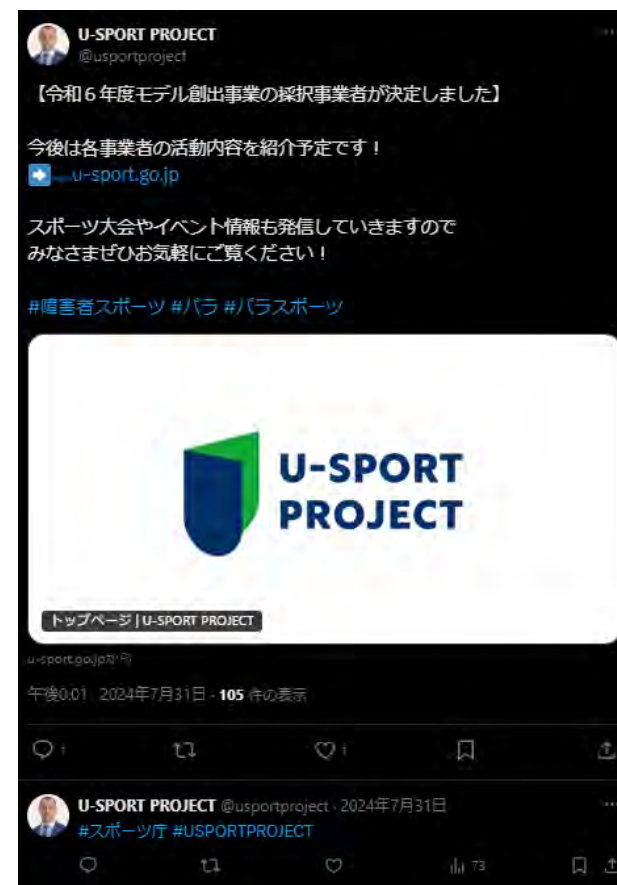 U-SPORT PROJECT
@usportproject
【令和6年度モデル創出事業の採択事業者が決定しました】
今後は各事業者の活動内容を紹介予定です！
u-sport.go.jp
スポーツ大会やイベント情報も発信していきますので
みなさまぜひお気軽にご覧ください！
#障害者スポーツ #パラ #パラスポーツ
U-SPORT
PROJECT
トップページ | U-SPORT PROJECT
u-sport.go.jpから
午後0:01 · 2024年7月31日 · 105 件の表示
1 1
U-SPORT PROJECT @usportproject · 2024年7月31日
#スポーツ庁 #USPORTPROJECT
73